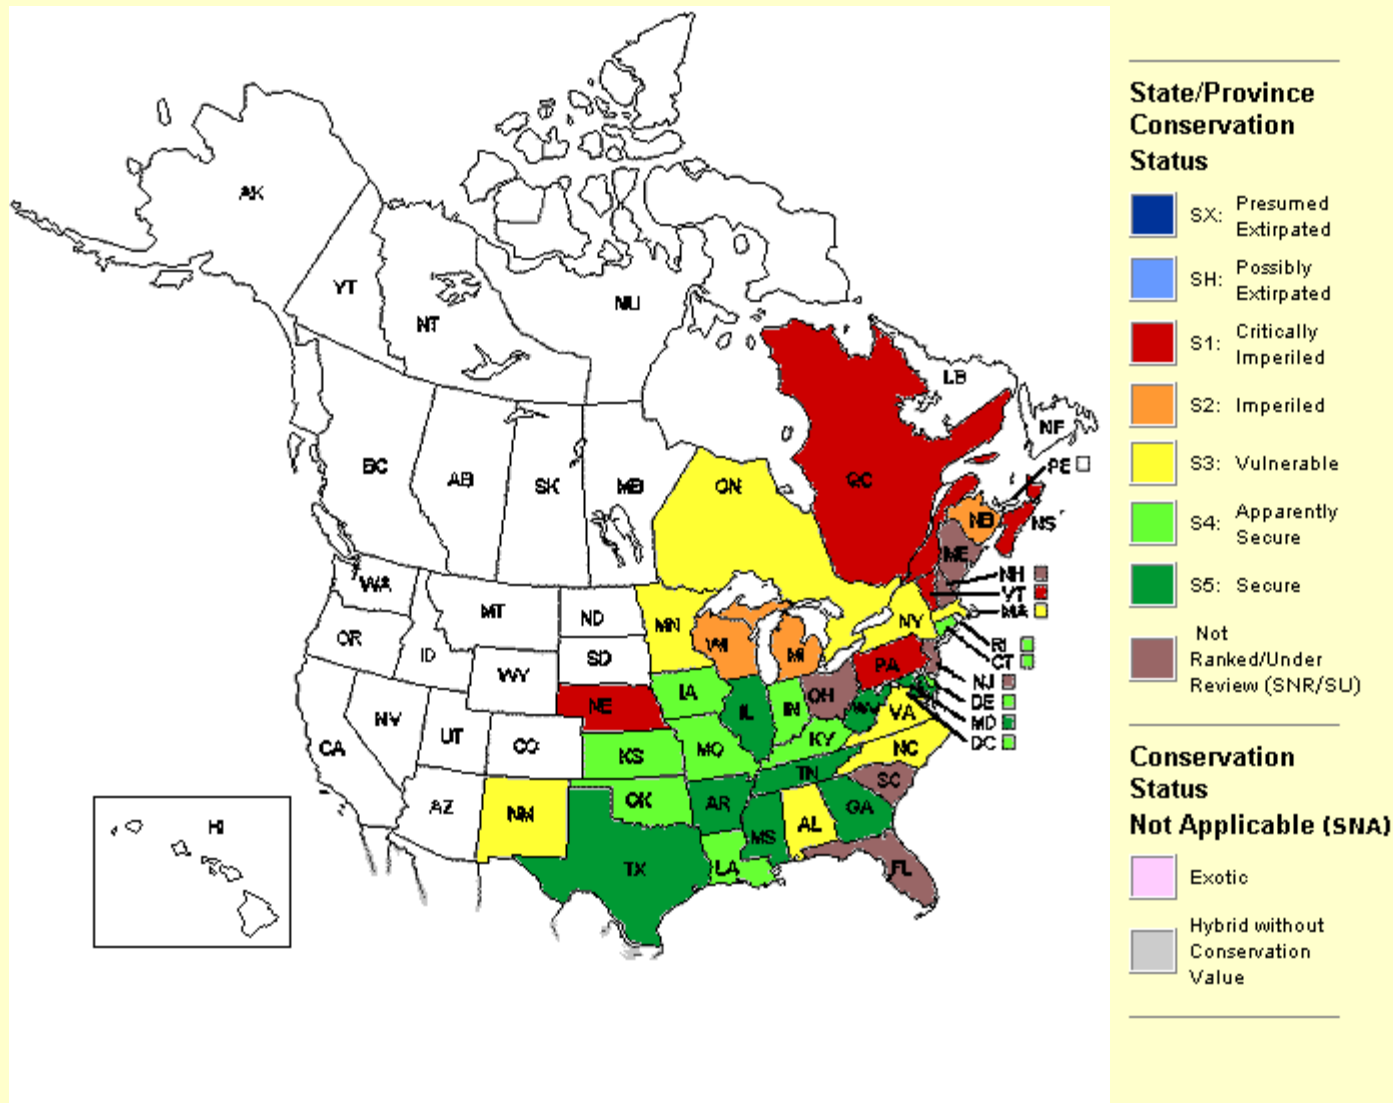 AK
YT
NT
NU
BC
AB
SK
MB
ON
QC
LB
NF
PE
NB
NS
ME
NH
VT
MA
RI
CT
NJ
DE
MD
DC
WA
OR
ID
MT
ND
SD
WY
NE
MN
WI
MI
NY
PA
CA
NV
UT
CO
KS
IA
MO
IL
IN
OH
KY
WV
VA
NC
TN
SC
AZ
NM
OK
AR
TX
LA
MS
AL
GA
FL
HI
State/Province
Conservation
Status
SX: Presumed
Extirpated
SH: Possibly
Extirpated
S1: Critically
Imperiled
S2: Imperiled
S3: Vulnerable
S4: Apparently
Secure
S5: Secure
Not
Ranked/Under
Review (SNR/SU)
Conservation
Status
Not Applicable (SNA)
Exotic
Hybrid without
Conservation
Value